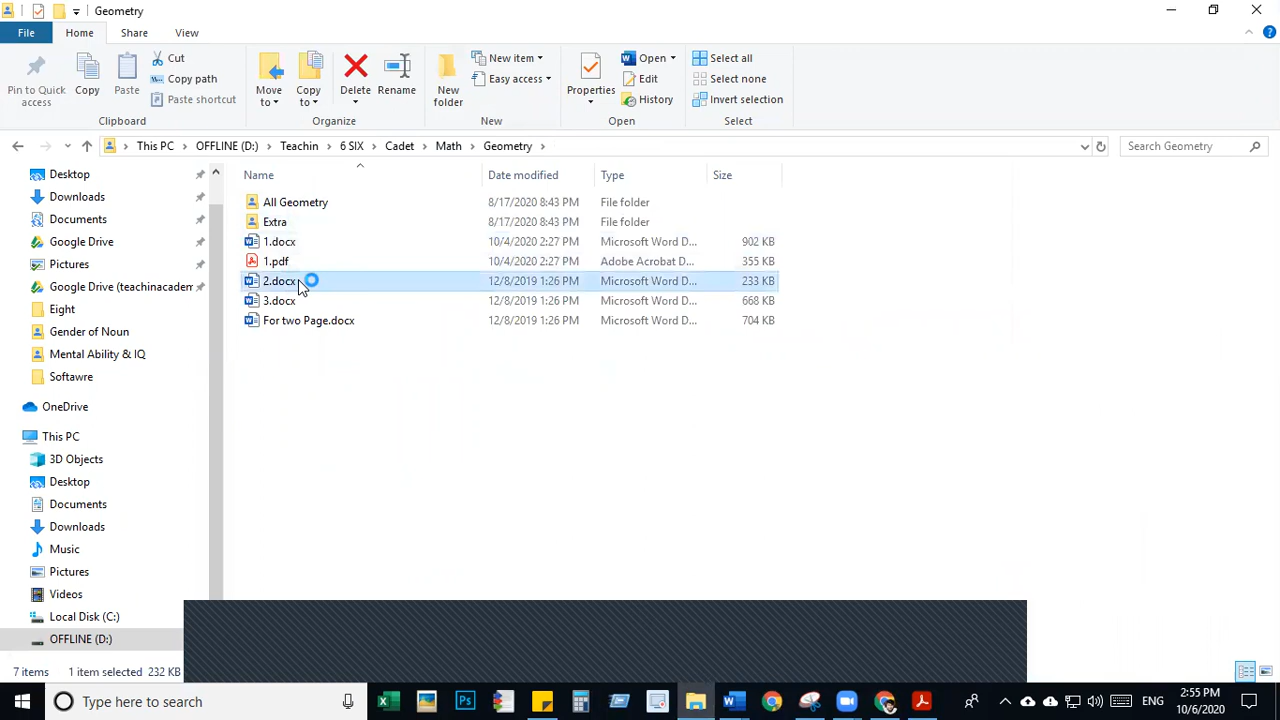 Geometry
File Home Share View
Pin to Quick access
Copy
Paste
Cut
Copy path
Paste shortcut
Clipboard
Move to
Copy to
Delete
Rename
Organize
New folder
New item
Easy access
New
Properties
Open
Edit
History
Open
Select all
Select none
Invert selection
Select
This PC > OFFLINE (D:) > Teachin > 6 SIX > Cadet > Math > Geometry >
Search Geometry
Name Date modified Type Size
All Geometry 8/17/2020 8:43 PM File folder
Extra 8/17/2020 8:43 PM File folder
1.docx 10/4/2020 2:27 PM Microsoft Word D... 902 KB
1.pdf 10/4/2020 2:27 PM Adobe Acrobat D... 355 KB
2.docx 12/8/2019 1:26 PM Microsoft Word D... 233 KB
3.docx 12/8/2019 1:26 PM Microsoft Word D... 668 KB
For two Page.docx 12/8/2019 1:26 PM Microsoft Word D... 704 KB
Desktop
Downloads
Documents
Google Drive
Pictures
Google Drive (teachinacadem
Eight
Gender of Noun
Mental Ability & IQ
Softawre
OneDrive
This PC
3D Objects
Desktop
Documents
Downloads
Music
Pictures
Videos
Local Disk (C:)
OFFLINE (D:)
7 items 1 item selected 232 KB
Type here to search
ENG
2:55 PM
10/6/2020